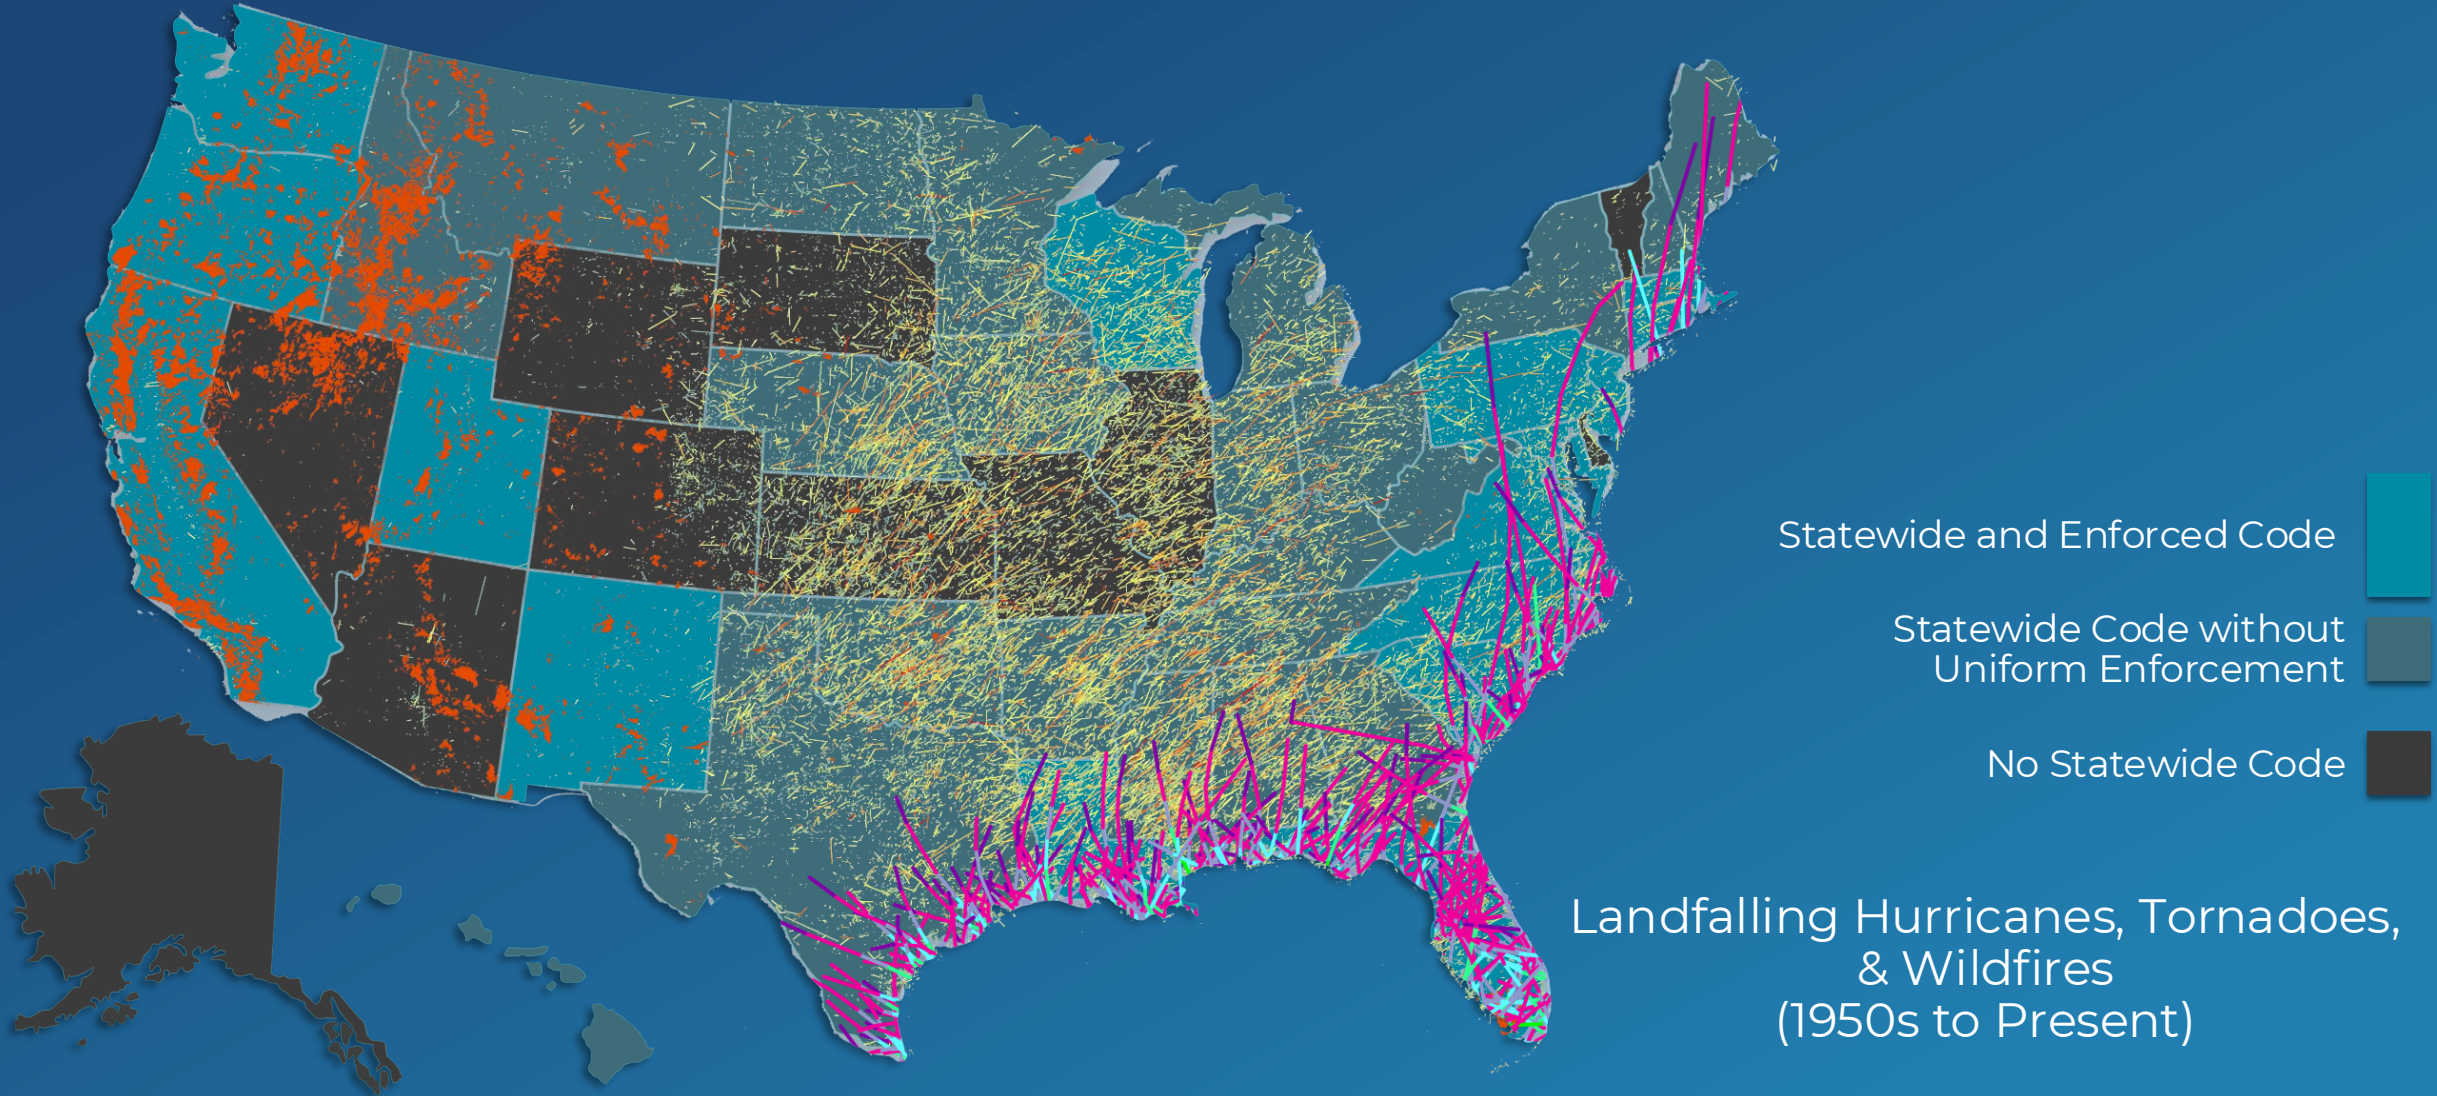 Statewide and Enforced Code
Statewide Code without
Uniform Enforcement
No Statewide Code
Landfalling Hurricanes, Tornadoes,
& Wildfires
(1950s to Present)